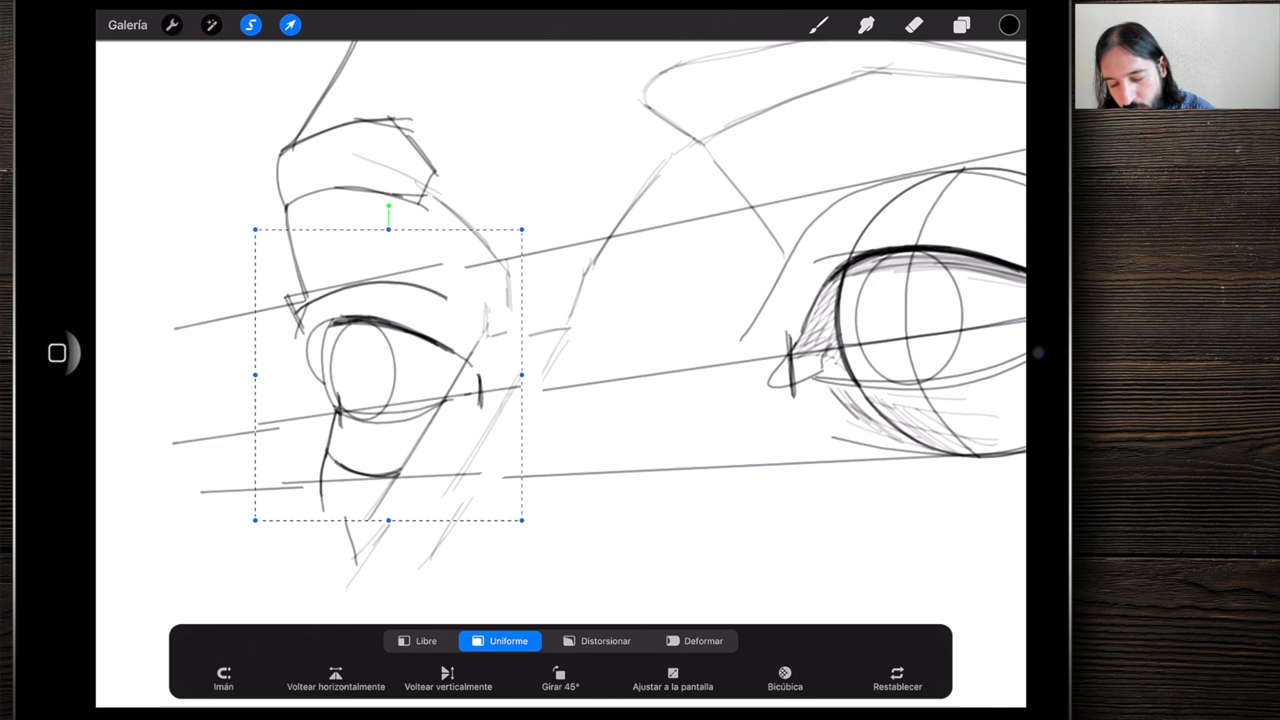 Galería
Libre Uniforme Distorsionar Deformar
Imán Voltear horizontalmente Voltear verticalmente Girar 45° Ajustar a la pantalla Bicúbica Restablecer